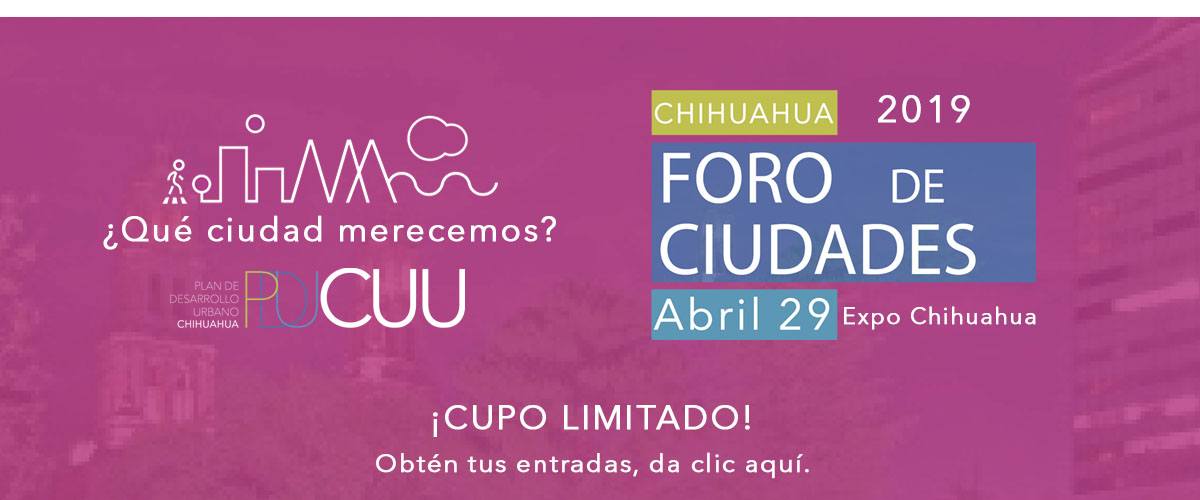 ¿Qué ciudad merecemos?
PLAN DE
DESARROLLO
URBANO
CHIHUAHUA
PDUCUU
CHIHUAHUA 2019
FORO DE
CIUDADES
Abril 29 Expo Chihuahua
¡CUPO LIMITADO!
Obtén tus entradas, da clic aquí.